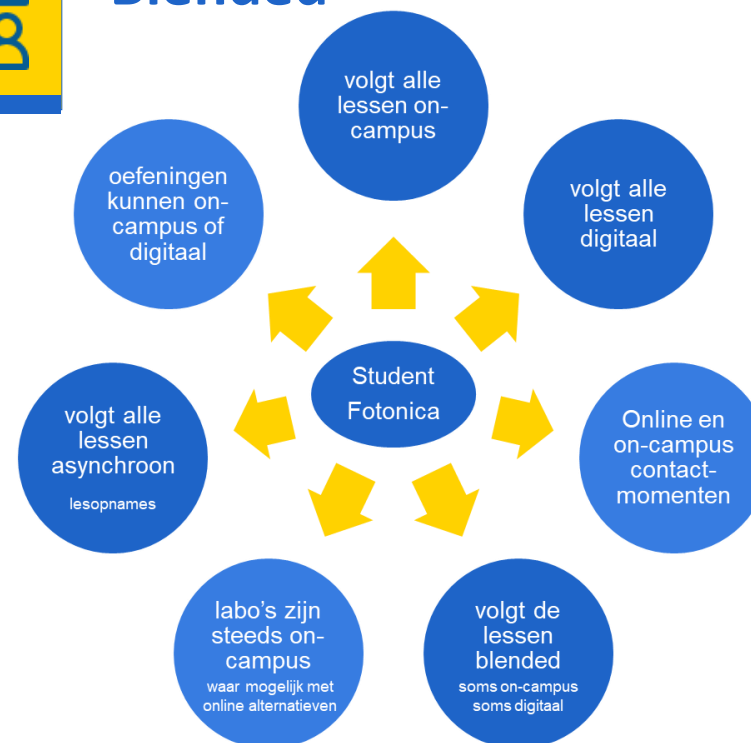 Blended
volgt alle
lessen on-
campus
volgt alle
lessen
digitaal
Online en
on-campus
contact-
momenten
volgt de
lessen
blended
soms on-campus
soms digitaal
labo's zijn
steeds on-
campus
waar mogelijk met
online alternatieven
volgt alle
lessen
asynchroon
lesopnames
oefeningen
kunnen on-
campus of
digitaal
Student
Fotonica